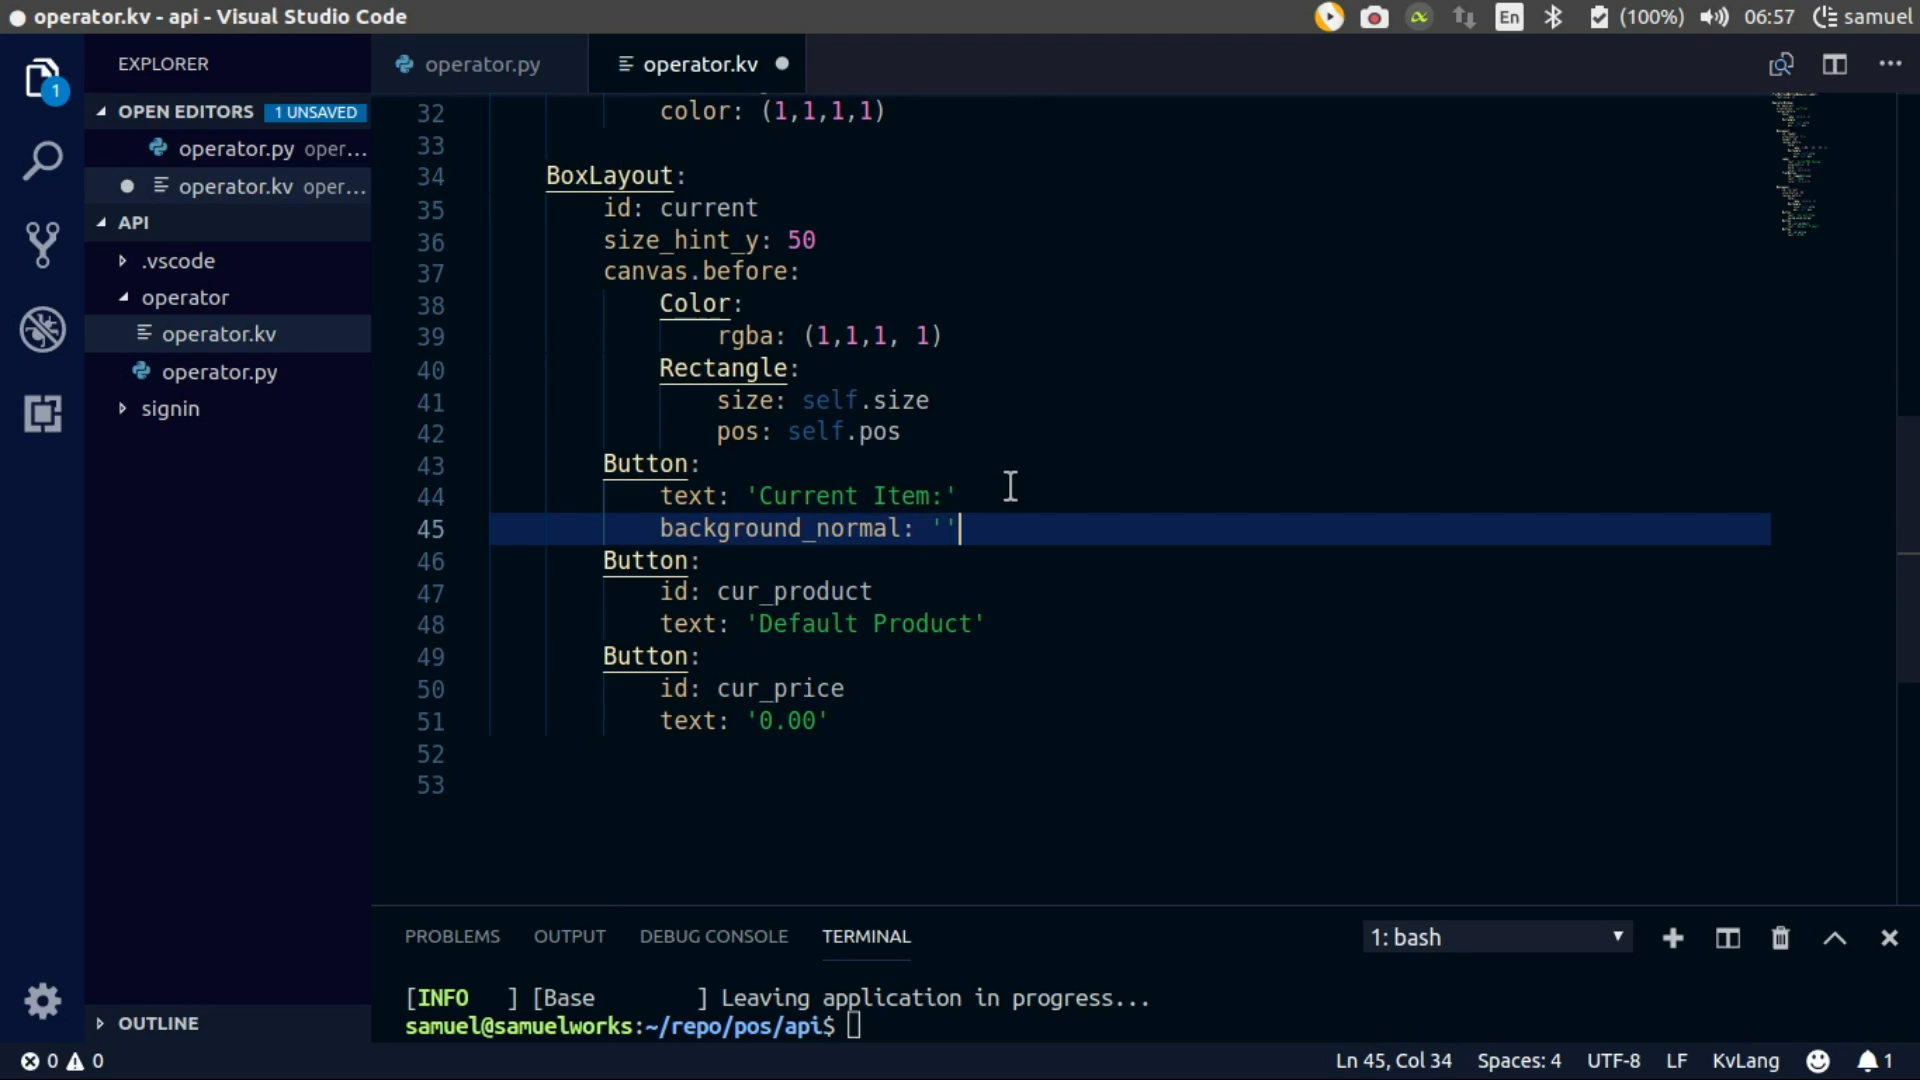 operator.kv - api - Visual Studio Code
En
(100%)
06:57
samuel
1
EXPLORER
OPEN EDITORS 1 UNSAVED
operator.py oper...
operator.kv oper...
API
.vscode
operator
operator.kv
operator.py
signin
OUTLINE
operator.py
operator.kv
32 color: (1,1,1,1)
33
34 BoxLayout:
35 id: current
36 size_hint_y: 50
37 canvas.before:
38 Color:
39 rgba: (1,1,1, 1)
40 Rectangle:
41 size: self.size
42 pos: self.pos
43 Button:
44 text: 'Current Item:'
45 background_normal: ''
46 Button:
47 id: cur_product
48 text: 'Default Product'
49 Button:
50 id: cur_price
51 text: '0.00'
52
53
PROBLEMS OUTPUT DEBUG CONSOLE TERMINAL
1: bash
[INFO ] [Base ] Leaving application in progress...
samuel@samuelworks:~/repo/pos/api$
0 0
Ln 45, Col 34 Spaces: 4 UTF-8 LF KvLang 1